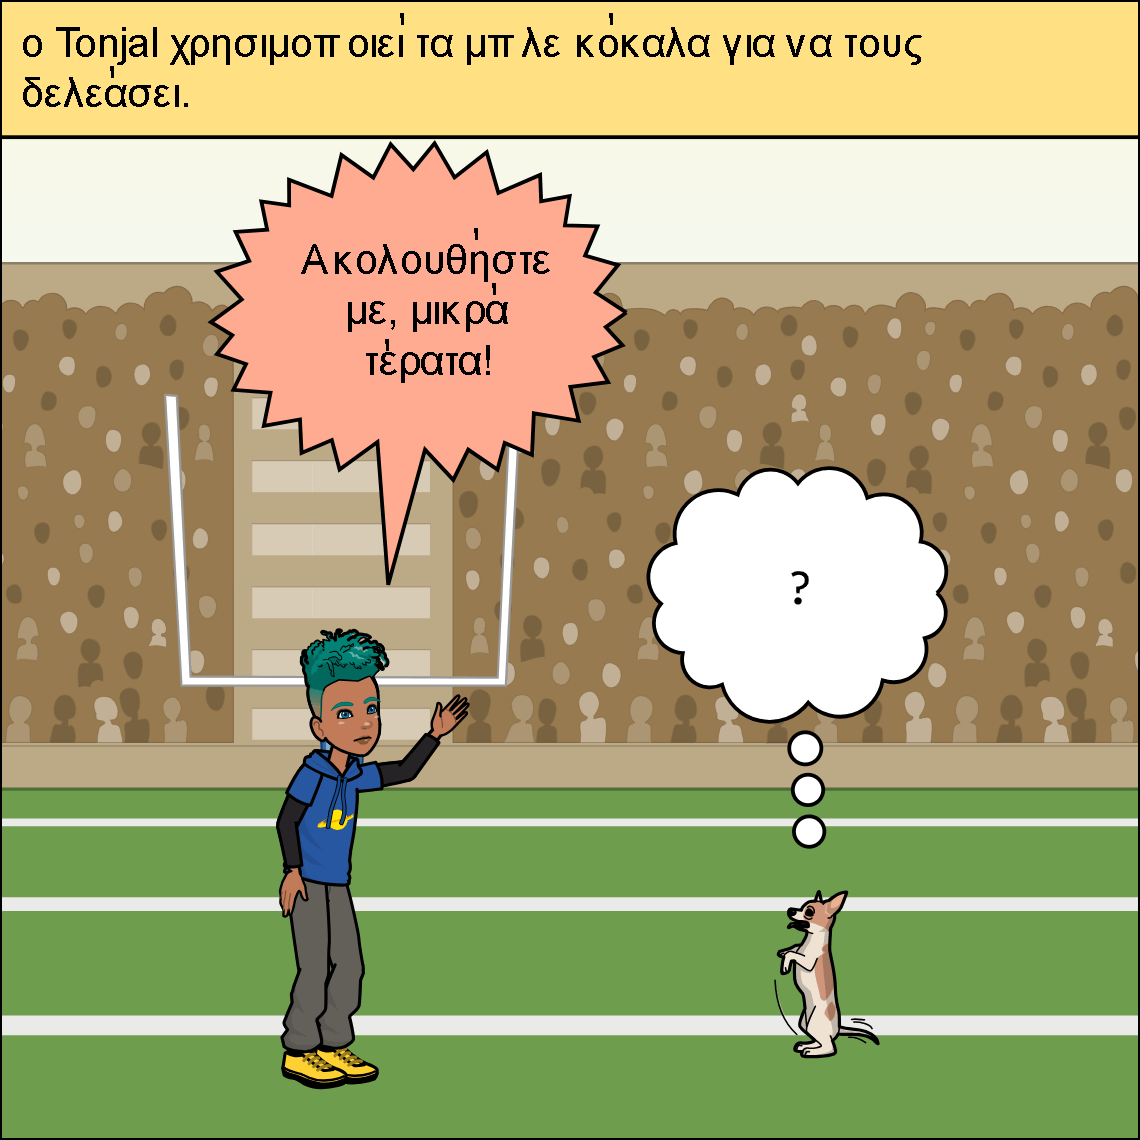 ο Tonjal χρησιμοποιεί τα μπλε κόκαλα για να τους
δελεάσει.
Ακολουθήστε
με, μικρά
τέρατα!
?